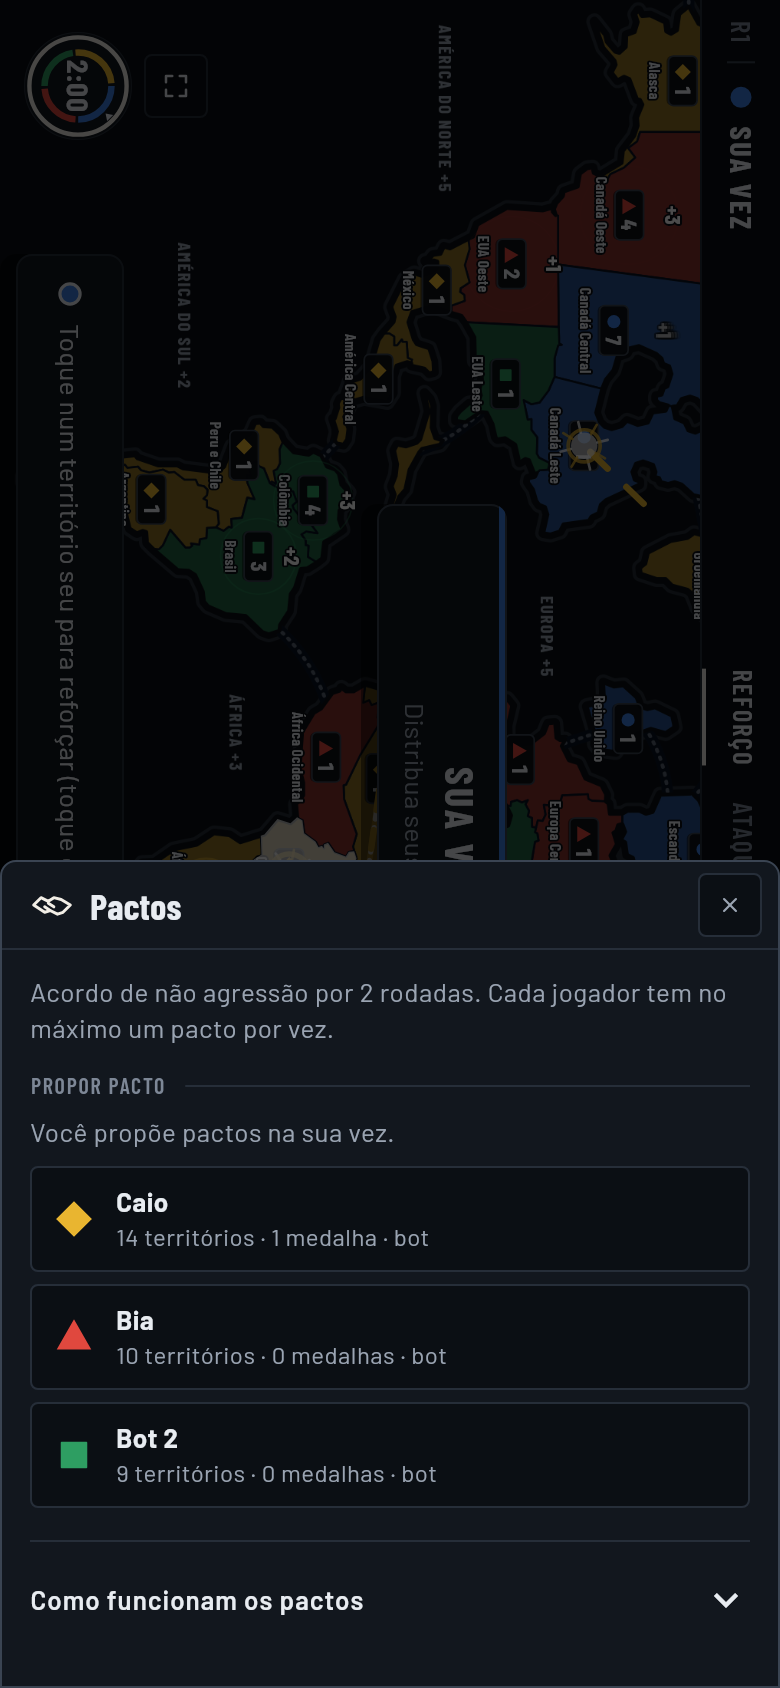 R1
SUA VEZ
REFORÇO
2:00
AMÉRICA DO NORTE +5
AMÉRICA DO SUL +2
EUROPA +5
ÁFRICA +3
Alasca
1
Canadá Oeste
4
+3
EUA Oeste
2
+1
Canadá Central
7
+1
México
1
América Central
1
EUA Leste
1
Canadá Leste
Peru e Chile
1
Colômbia
4
+3
Brasil
3
+2
1
Reino Unido
1
África Ocidental
1
1
1
Toque num território seu para reforçar (toque
SUA
Distribua
Pactos
Acordo de não agressão por 2 rodadas. Cada jogador tem no
máximo um pacto por vez.
PROPOR PACTO
Você propõe pactos na sua vez.
Caio
14 territórios · 1 medalha · bot
Bia
10 territórios · 0 medalhas · bot
Bot 2
9 territórios · 0 medalhas · bot
Como funcionam os pactos